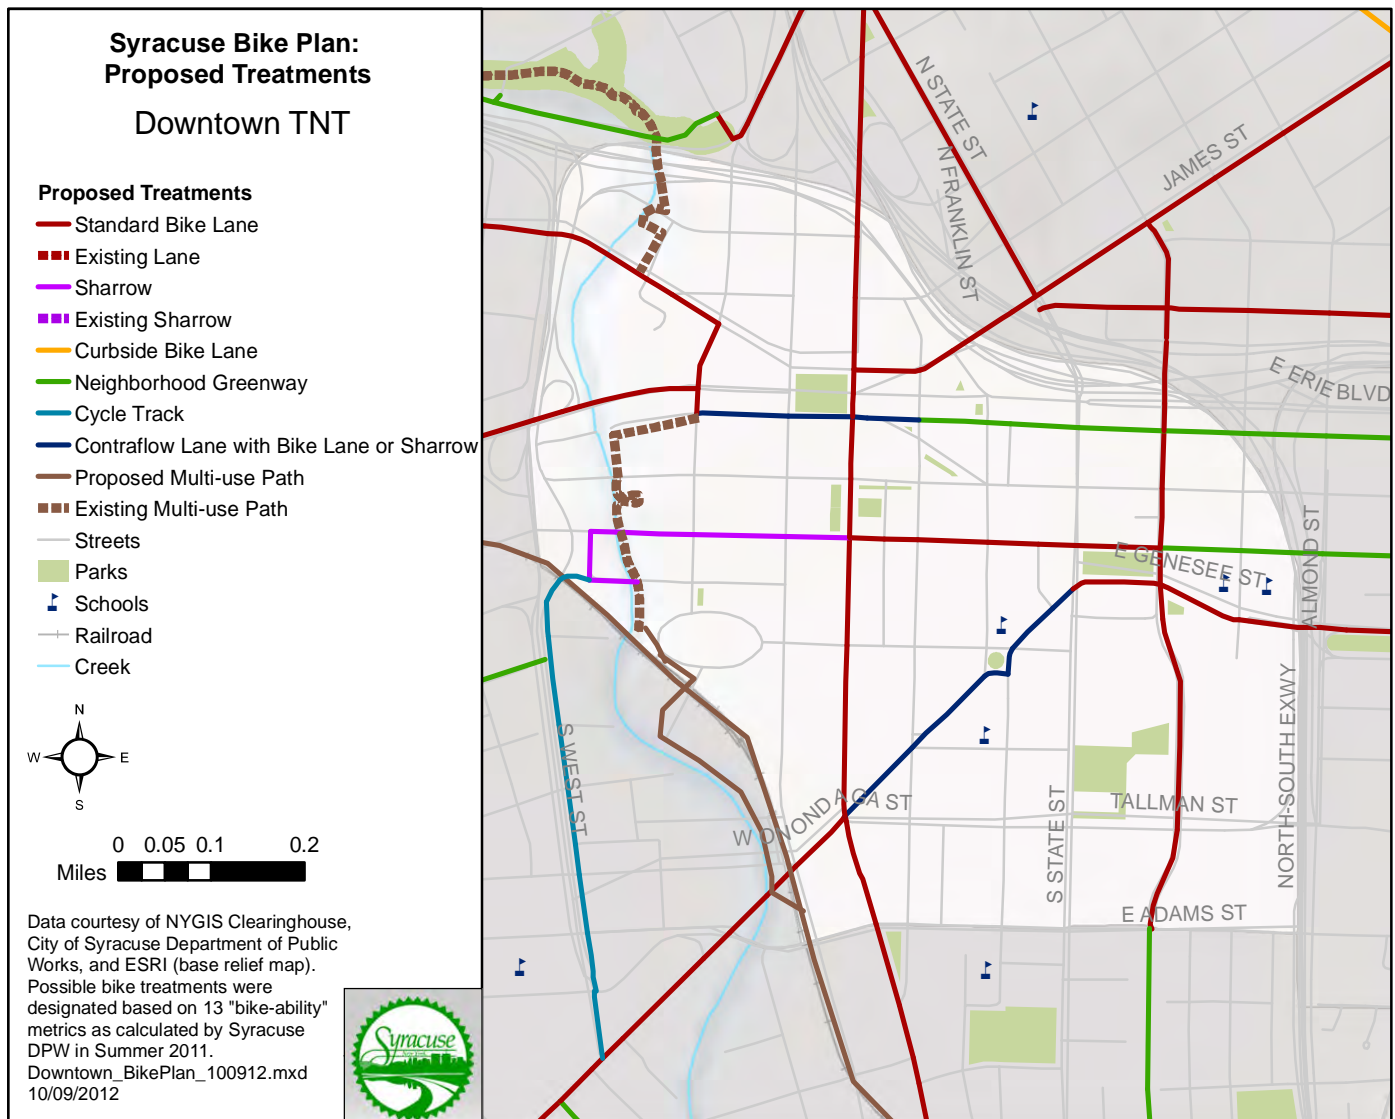 Syracuse Bike Plan:
Proposed Treatments
Downtown TNT
Proposed Treatments
Standard Bike Lane
Existing Lane
Sharrow
Existing Sharrow
Curbside Bike Lane
Neighborhood Greenway
Cycle Track
Contraflow Lane with Bike Lane or Sharrow
Proposed Multi-use Path
Existing Multi-use Path
Streets
Parks
Schools
Railroad
Creek
N
W E
S
0 0.05 0.1 0.2
Miles
Data courtesy of NYGIS Clearinghouse,
City of Syracuse Department of Public
Works, and ESRI (base relief map).
Possible bike treatments were
designated based on 13 "bike-ability"
metrics as calculated by Syracuse
DPW in Summer 2011.
Downtown_BikePlan_100912.mxd
10/09/2012
Syracuse
N STATE ST
N FRANKLIN ST
JAMES ST
E ERIE BLVD
E GENESEE ST
ALMOND ST
NORTH-SOUTH EXWY
S WEST ST
W ONONDAGA ST
S STATE ST
TALLMAN ST
E ADAMS ST